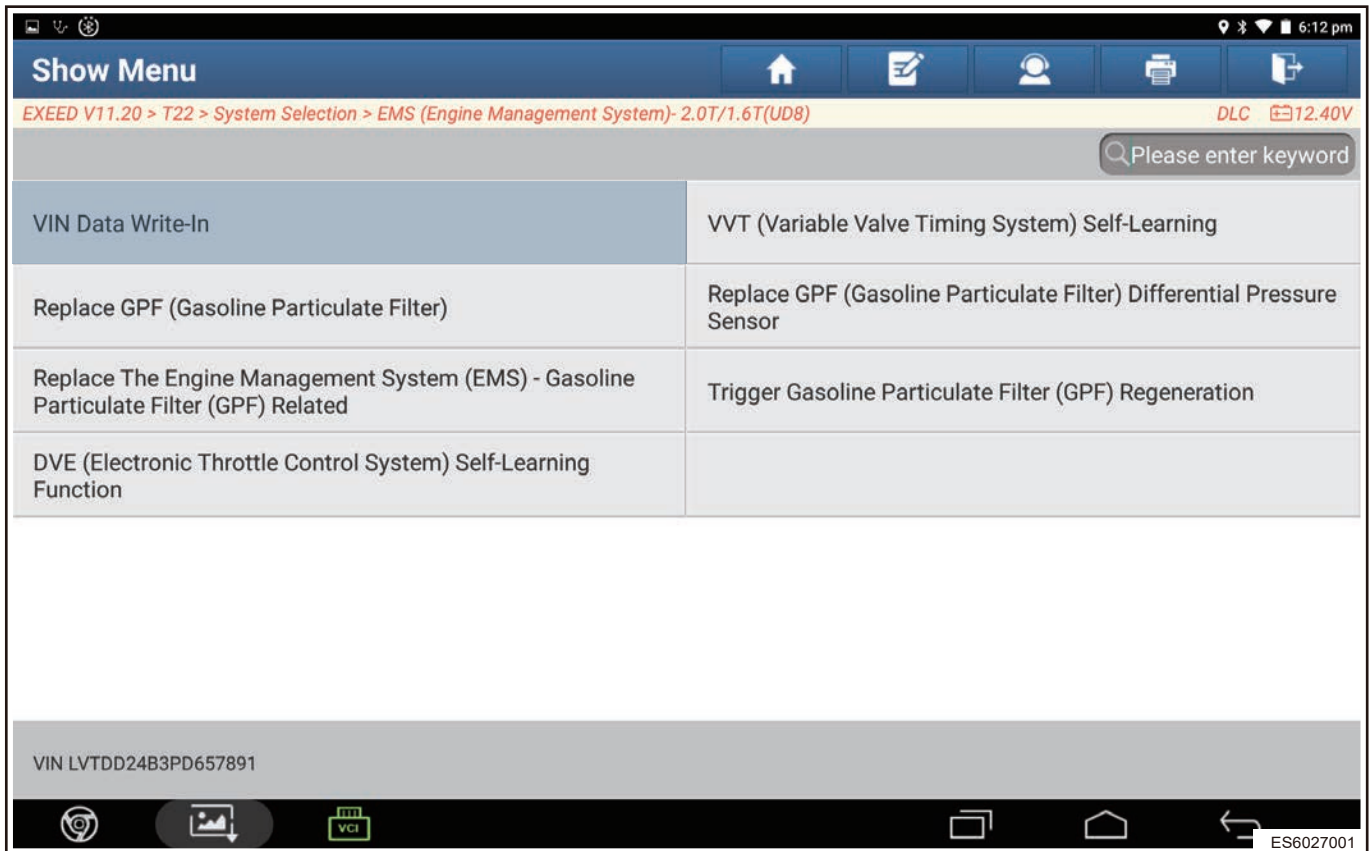 6:12 pm
Show Menu
EXEED V11.20 > T22 > System Selection > EMS (Engine Management System)- 2.0T/1.6T(UD8)
DLC 12.40V
Please enter keyword
VIN Data Write-In
VVT (Variable Valve Timing System) Self-Learning
Replace GPF (Gasoline Particulate Filter)
Replace GPF (Gasoline Particulate Filter) Differential Pressure
Sensor
Replace The Engine Management System (EMS) - Gasoline
Particulate Filter (GPF) Related
Trigger Gasoline Particulate Filter (GPF) Regeneration
DVE (Electronic Throttle Control System) Self-Learning
Function
VIN LVTDD24B3PD657891
VCI
ES6027001